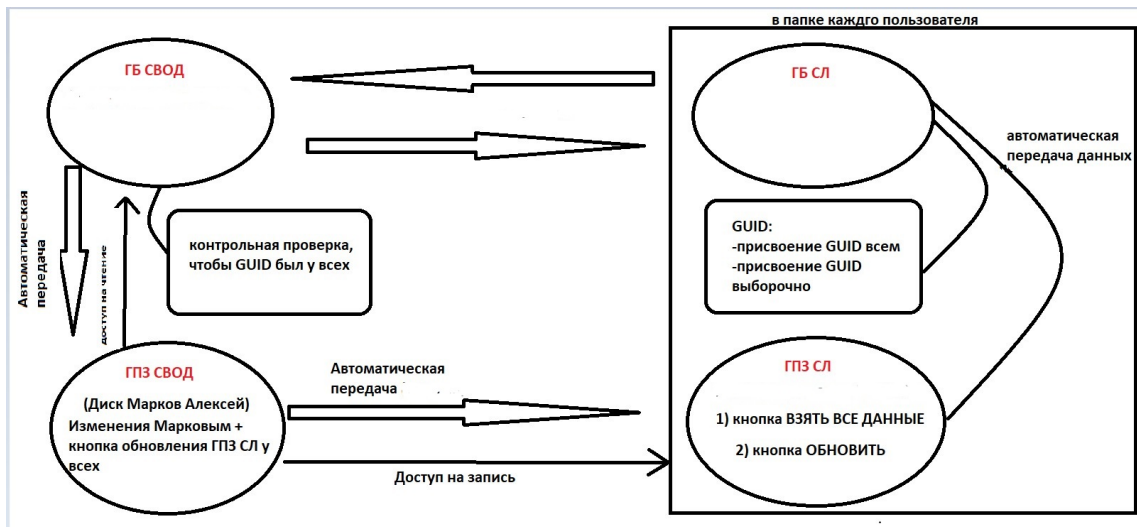 в папке каждго пользователя
ГБ СВОД
ГБ СЛ
автоматическая
передача данных
Автоматическая
передача
доступ на чтение
контрольная проверка,
чтобы GUID был у всех
GUID:
-присвоение GUID всем
-присвоение GUID
выборочно
ГПЗ СВОД
(Диск Марков Алексей)
Изменения Марковым +
кнопка обновления ГПЗ СЛ у
всех
Автоматическая
передача
Доступ на запись
ГПЗ СЛ
1) кнопка ВЗЯТЬ ВСЕ ДАННЫЕ
2) кнопка ОБНОВИТЬ